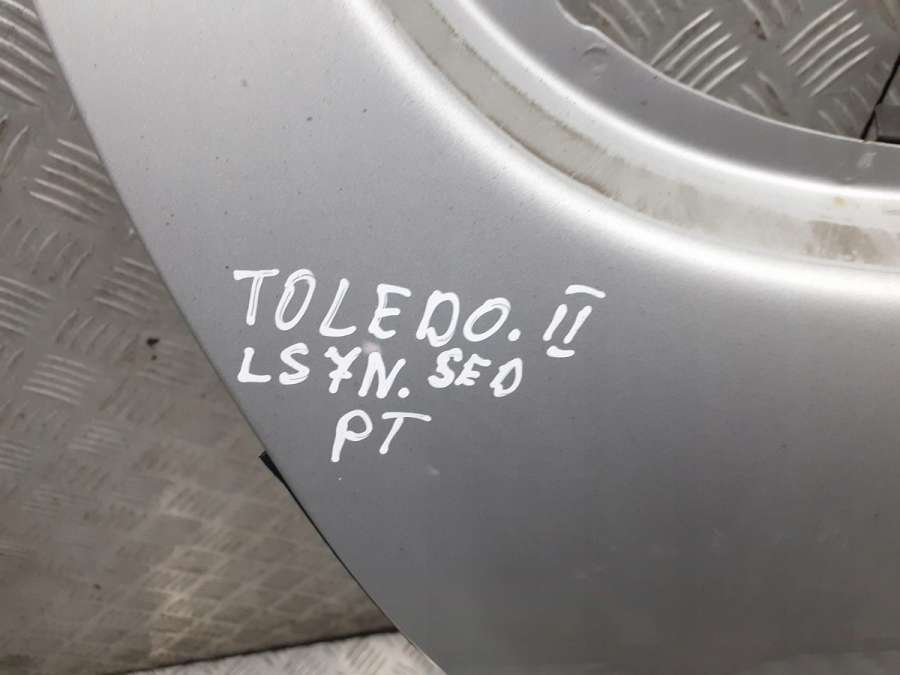 TOLEDO. II
LS7N. SED
PT